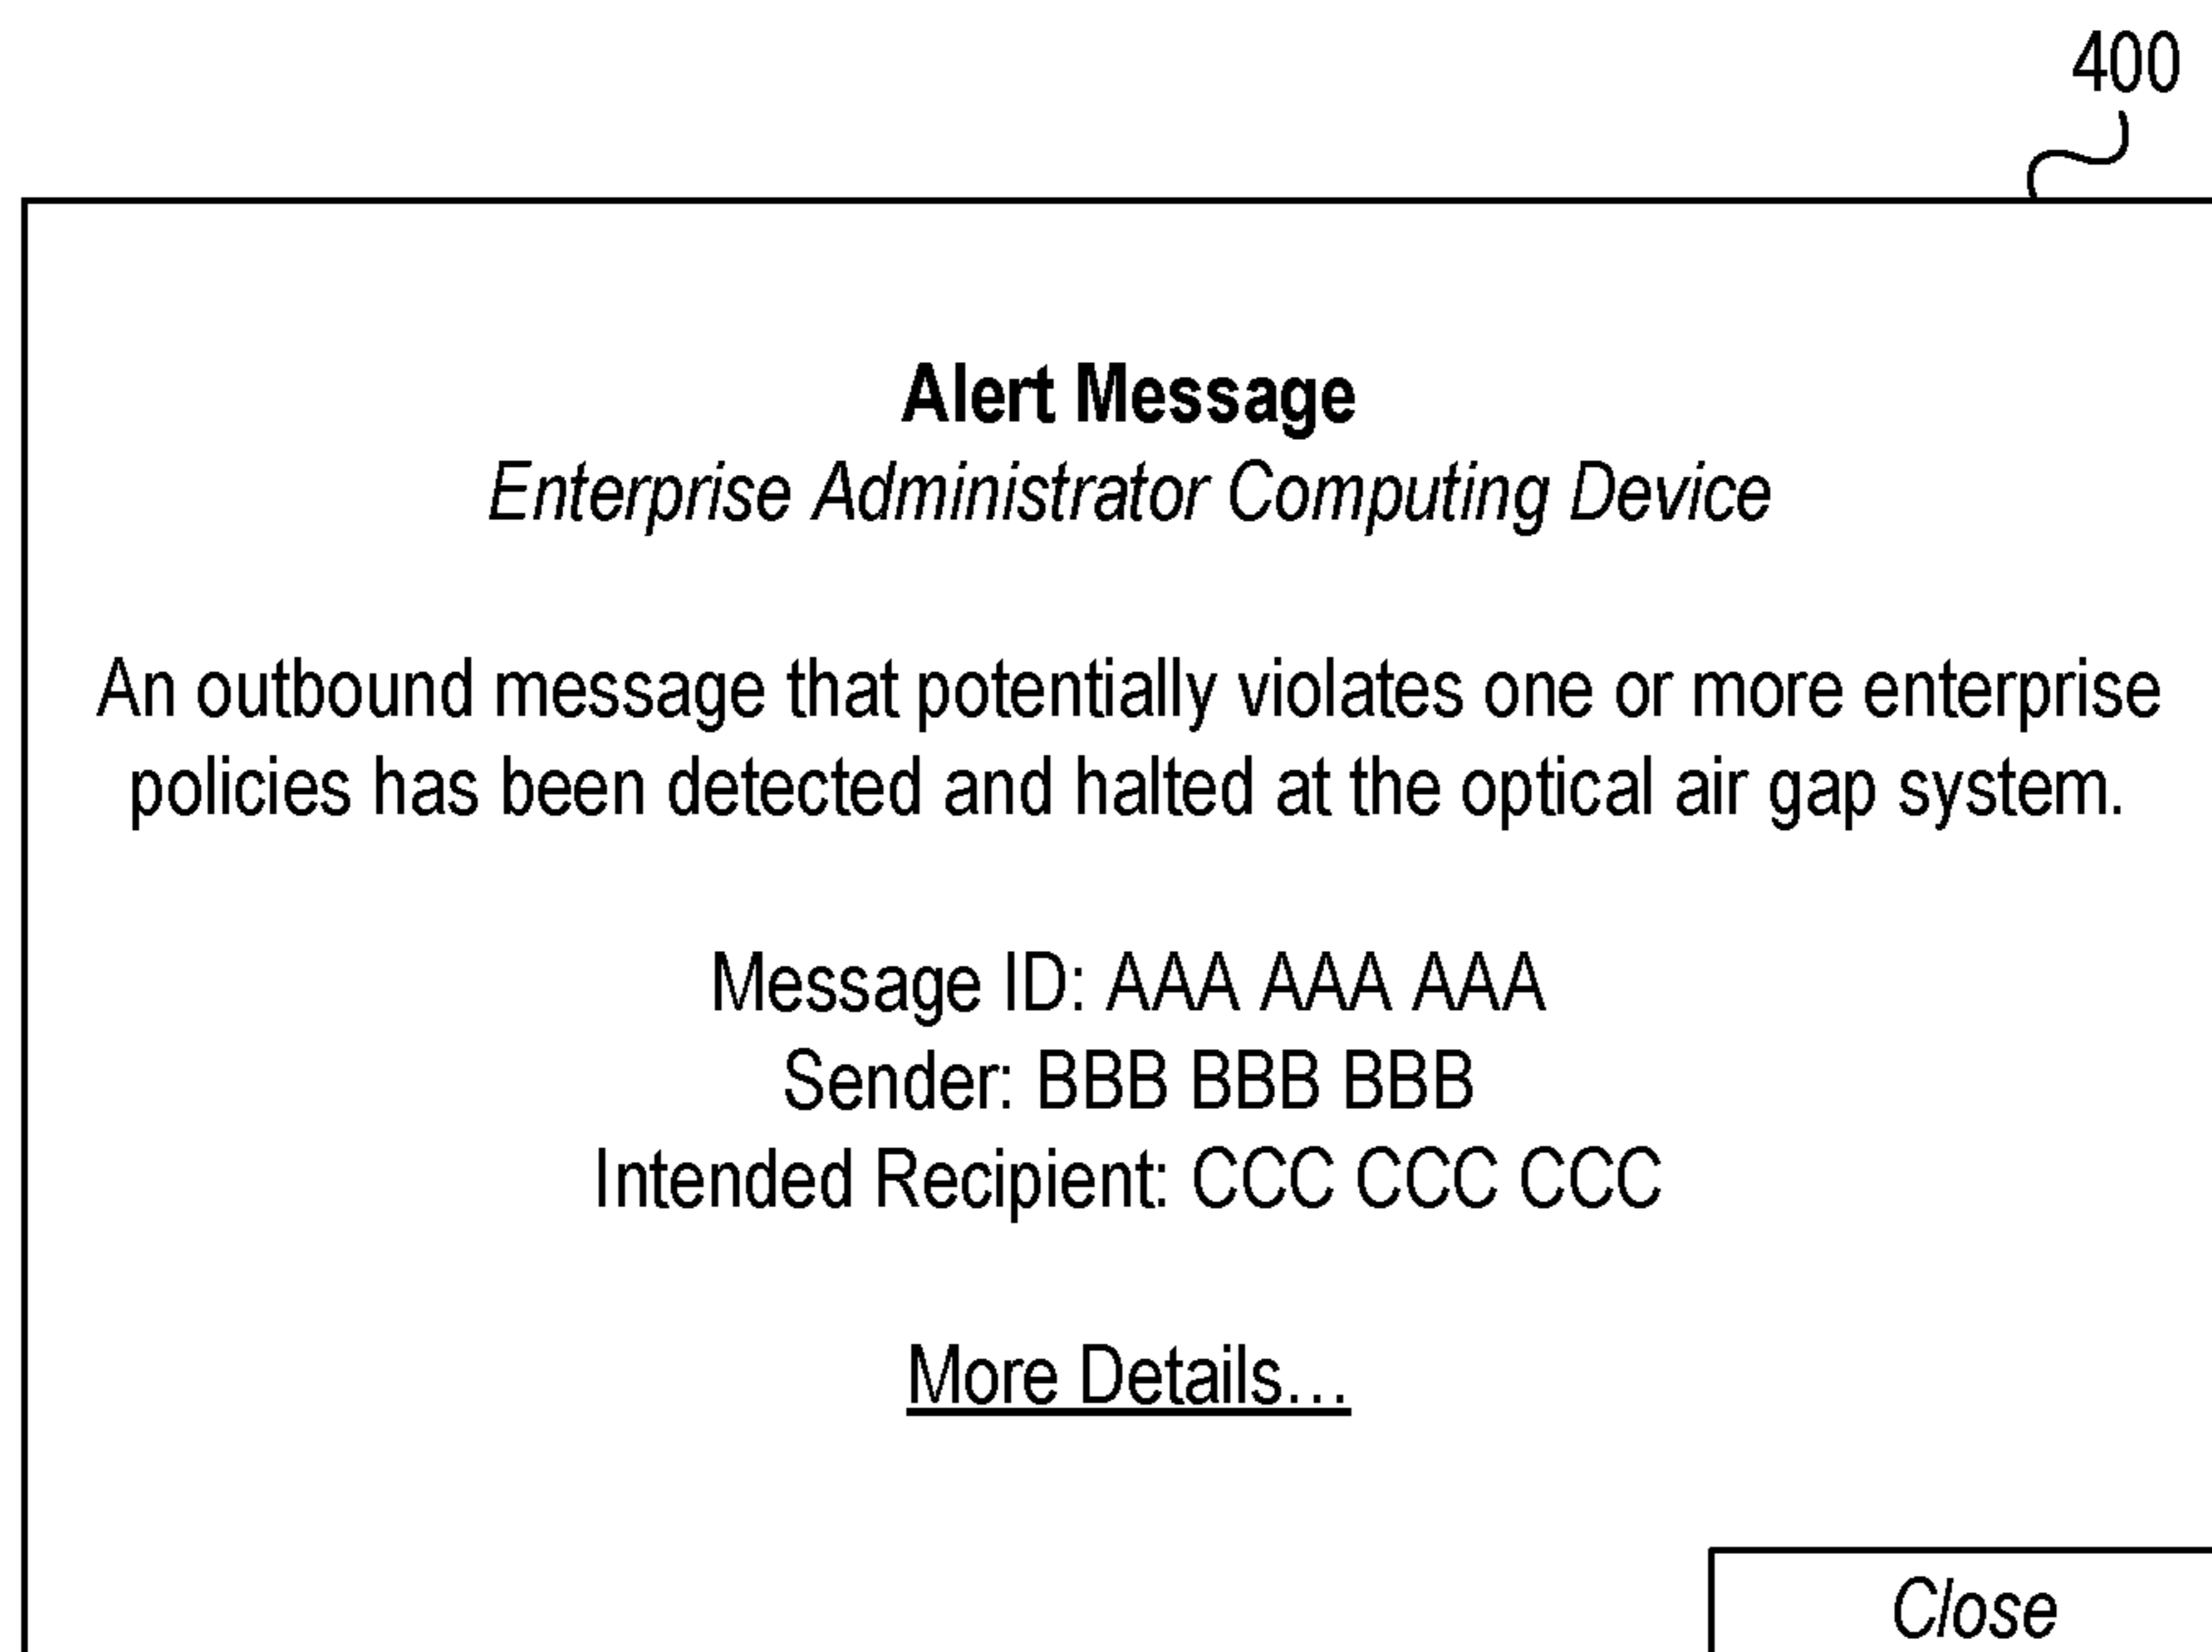 400
Alert Message
Enterprise Administrator Computing Device
An outbound message that potentially violates one or more enterprise
policies has been detected and halted at the optical air gap system.
Message ID: AAA AAA AAA
Sender: BBB BBB BBB
Intended Recipient: CCC CCC CCC
More Details...
Close